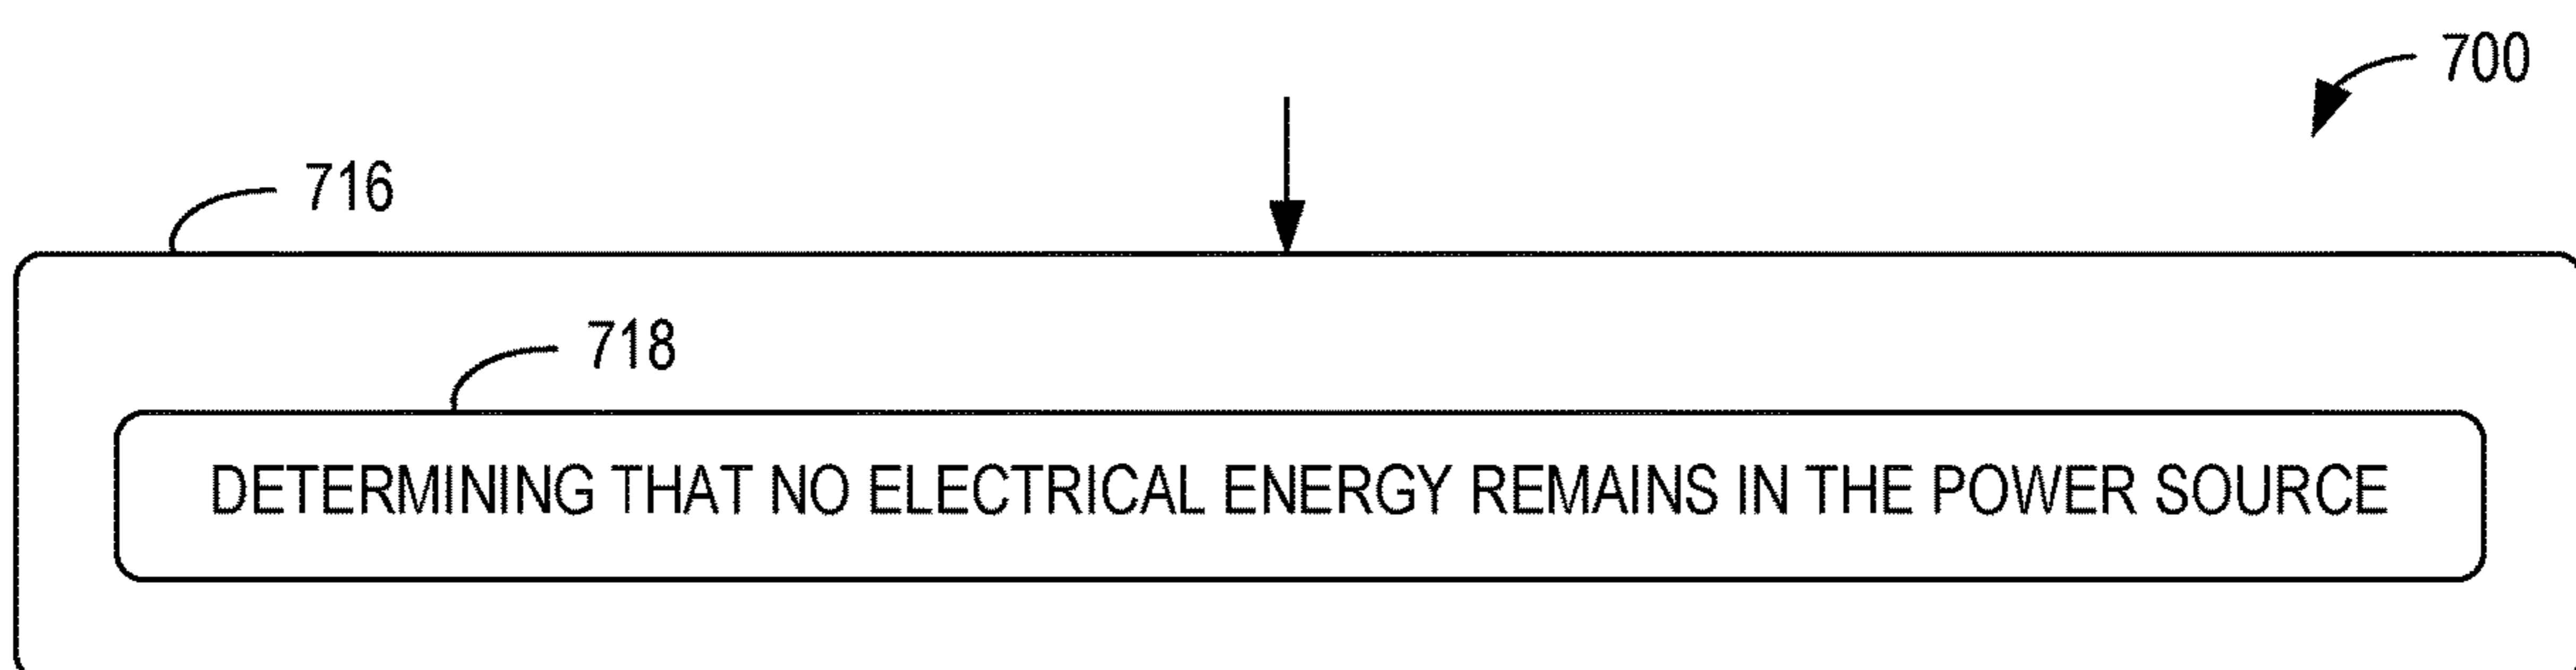 700
716
718
DETERMINING THAT NO ELECTRICAL ENERGY REMAINS IN THE POWER SOURCE